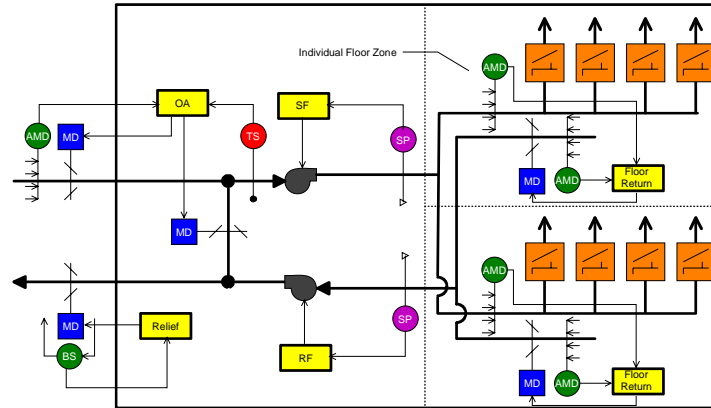 Individual Floor Zone
AMD
OA
SF
AMD
MD
TS
SP
MD
AMD
Floor
Return
MD
AMD
MD
Relief
SP
BS
RF
MD
AMD
Floor
Return